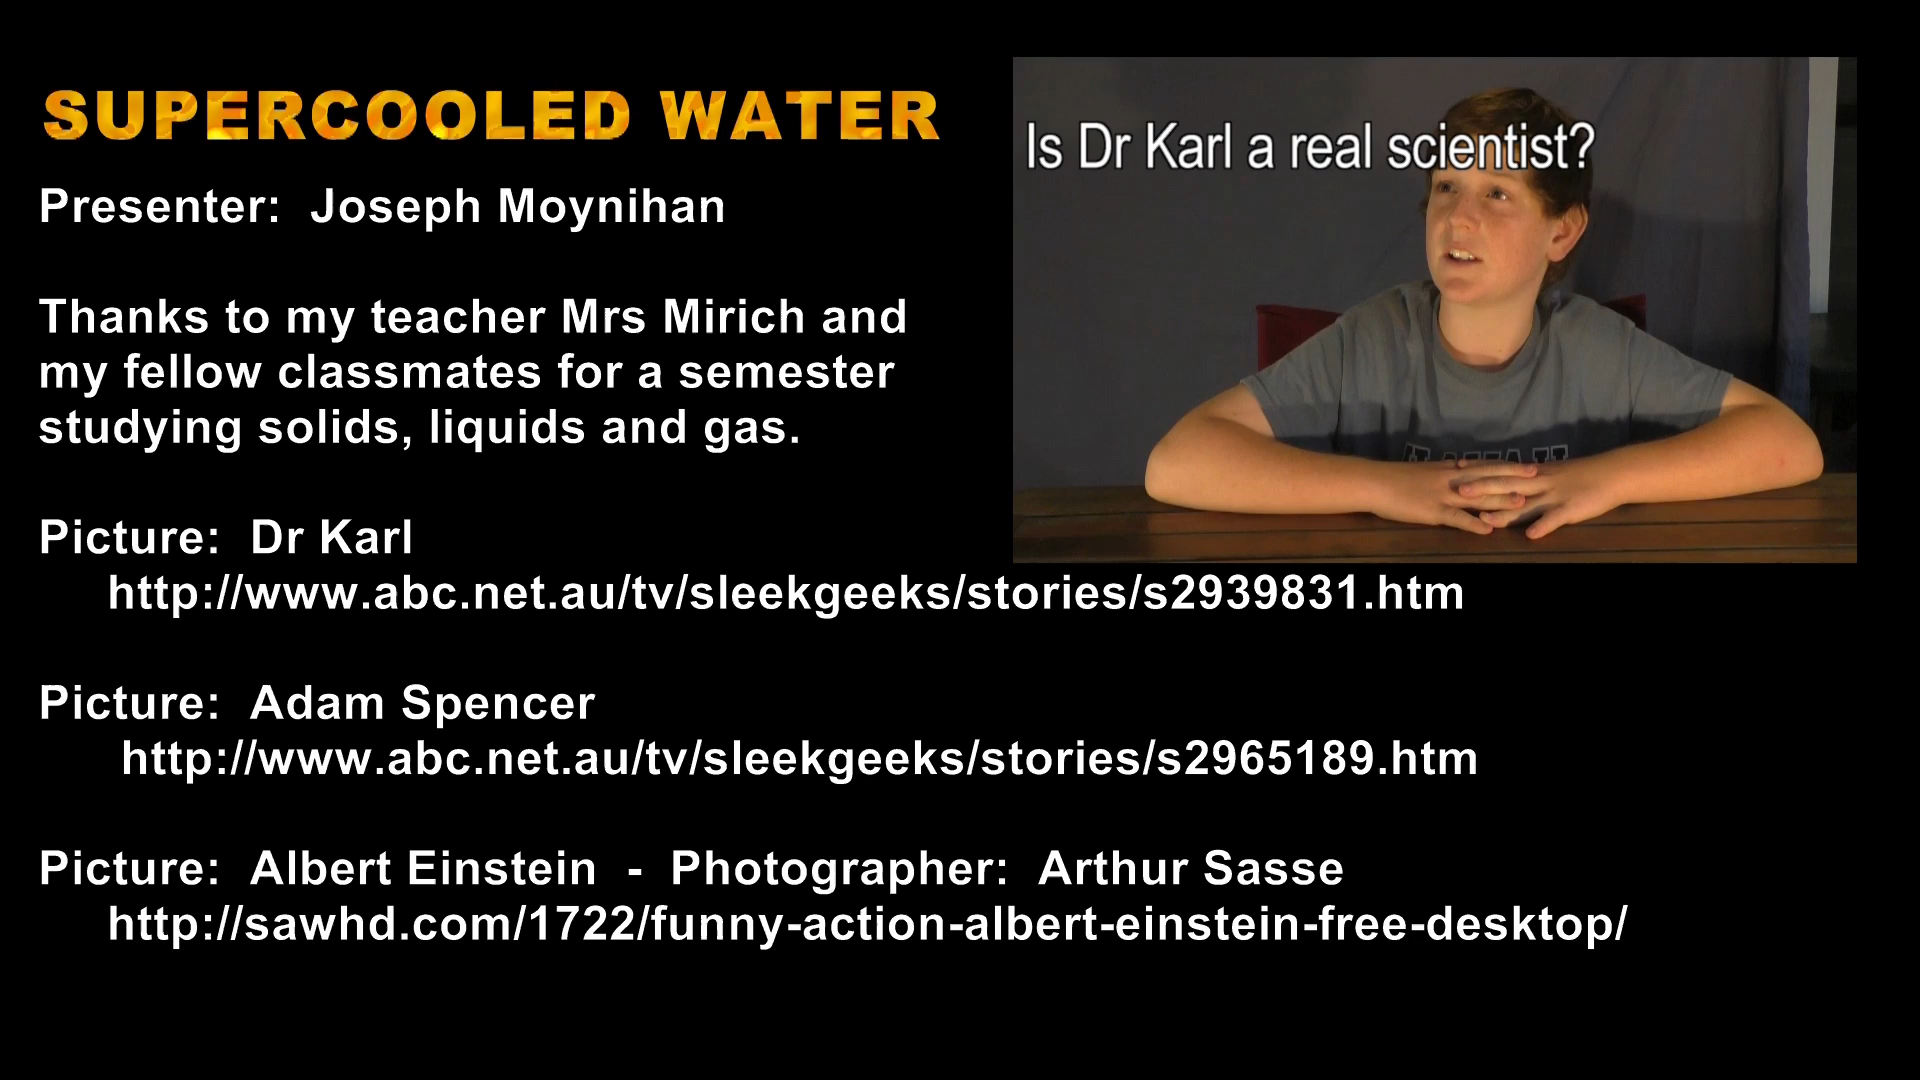 SUPERCOOLED WATER
Is Dr Karl a real scientist?
Presenter: Joseph Moynihan
Thanks to my teacher Mrs Mirich and
my fellow classmates for a semester
studying solids, liquids and gas.
Picture: Dr Karl
http://www.abc.net.au/tv/sleekgeeks/stories/s2939831.htm
Picture: Adam Spencer
http://www.abc.net.au/tv/sleekgeeks/stories/s2965189.htm
Picture: Albert Einstein - Photographer: Arthur Sasse
http://sawhd.com/1722/funny-action-albert-einstein-free-desktop/